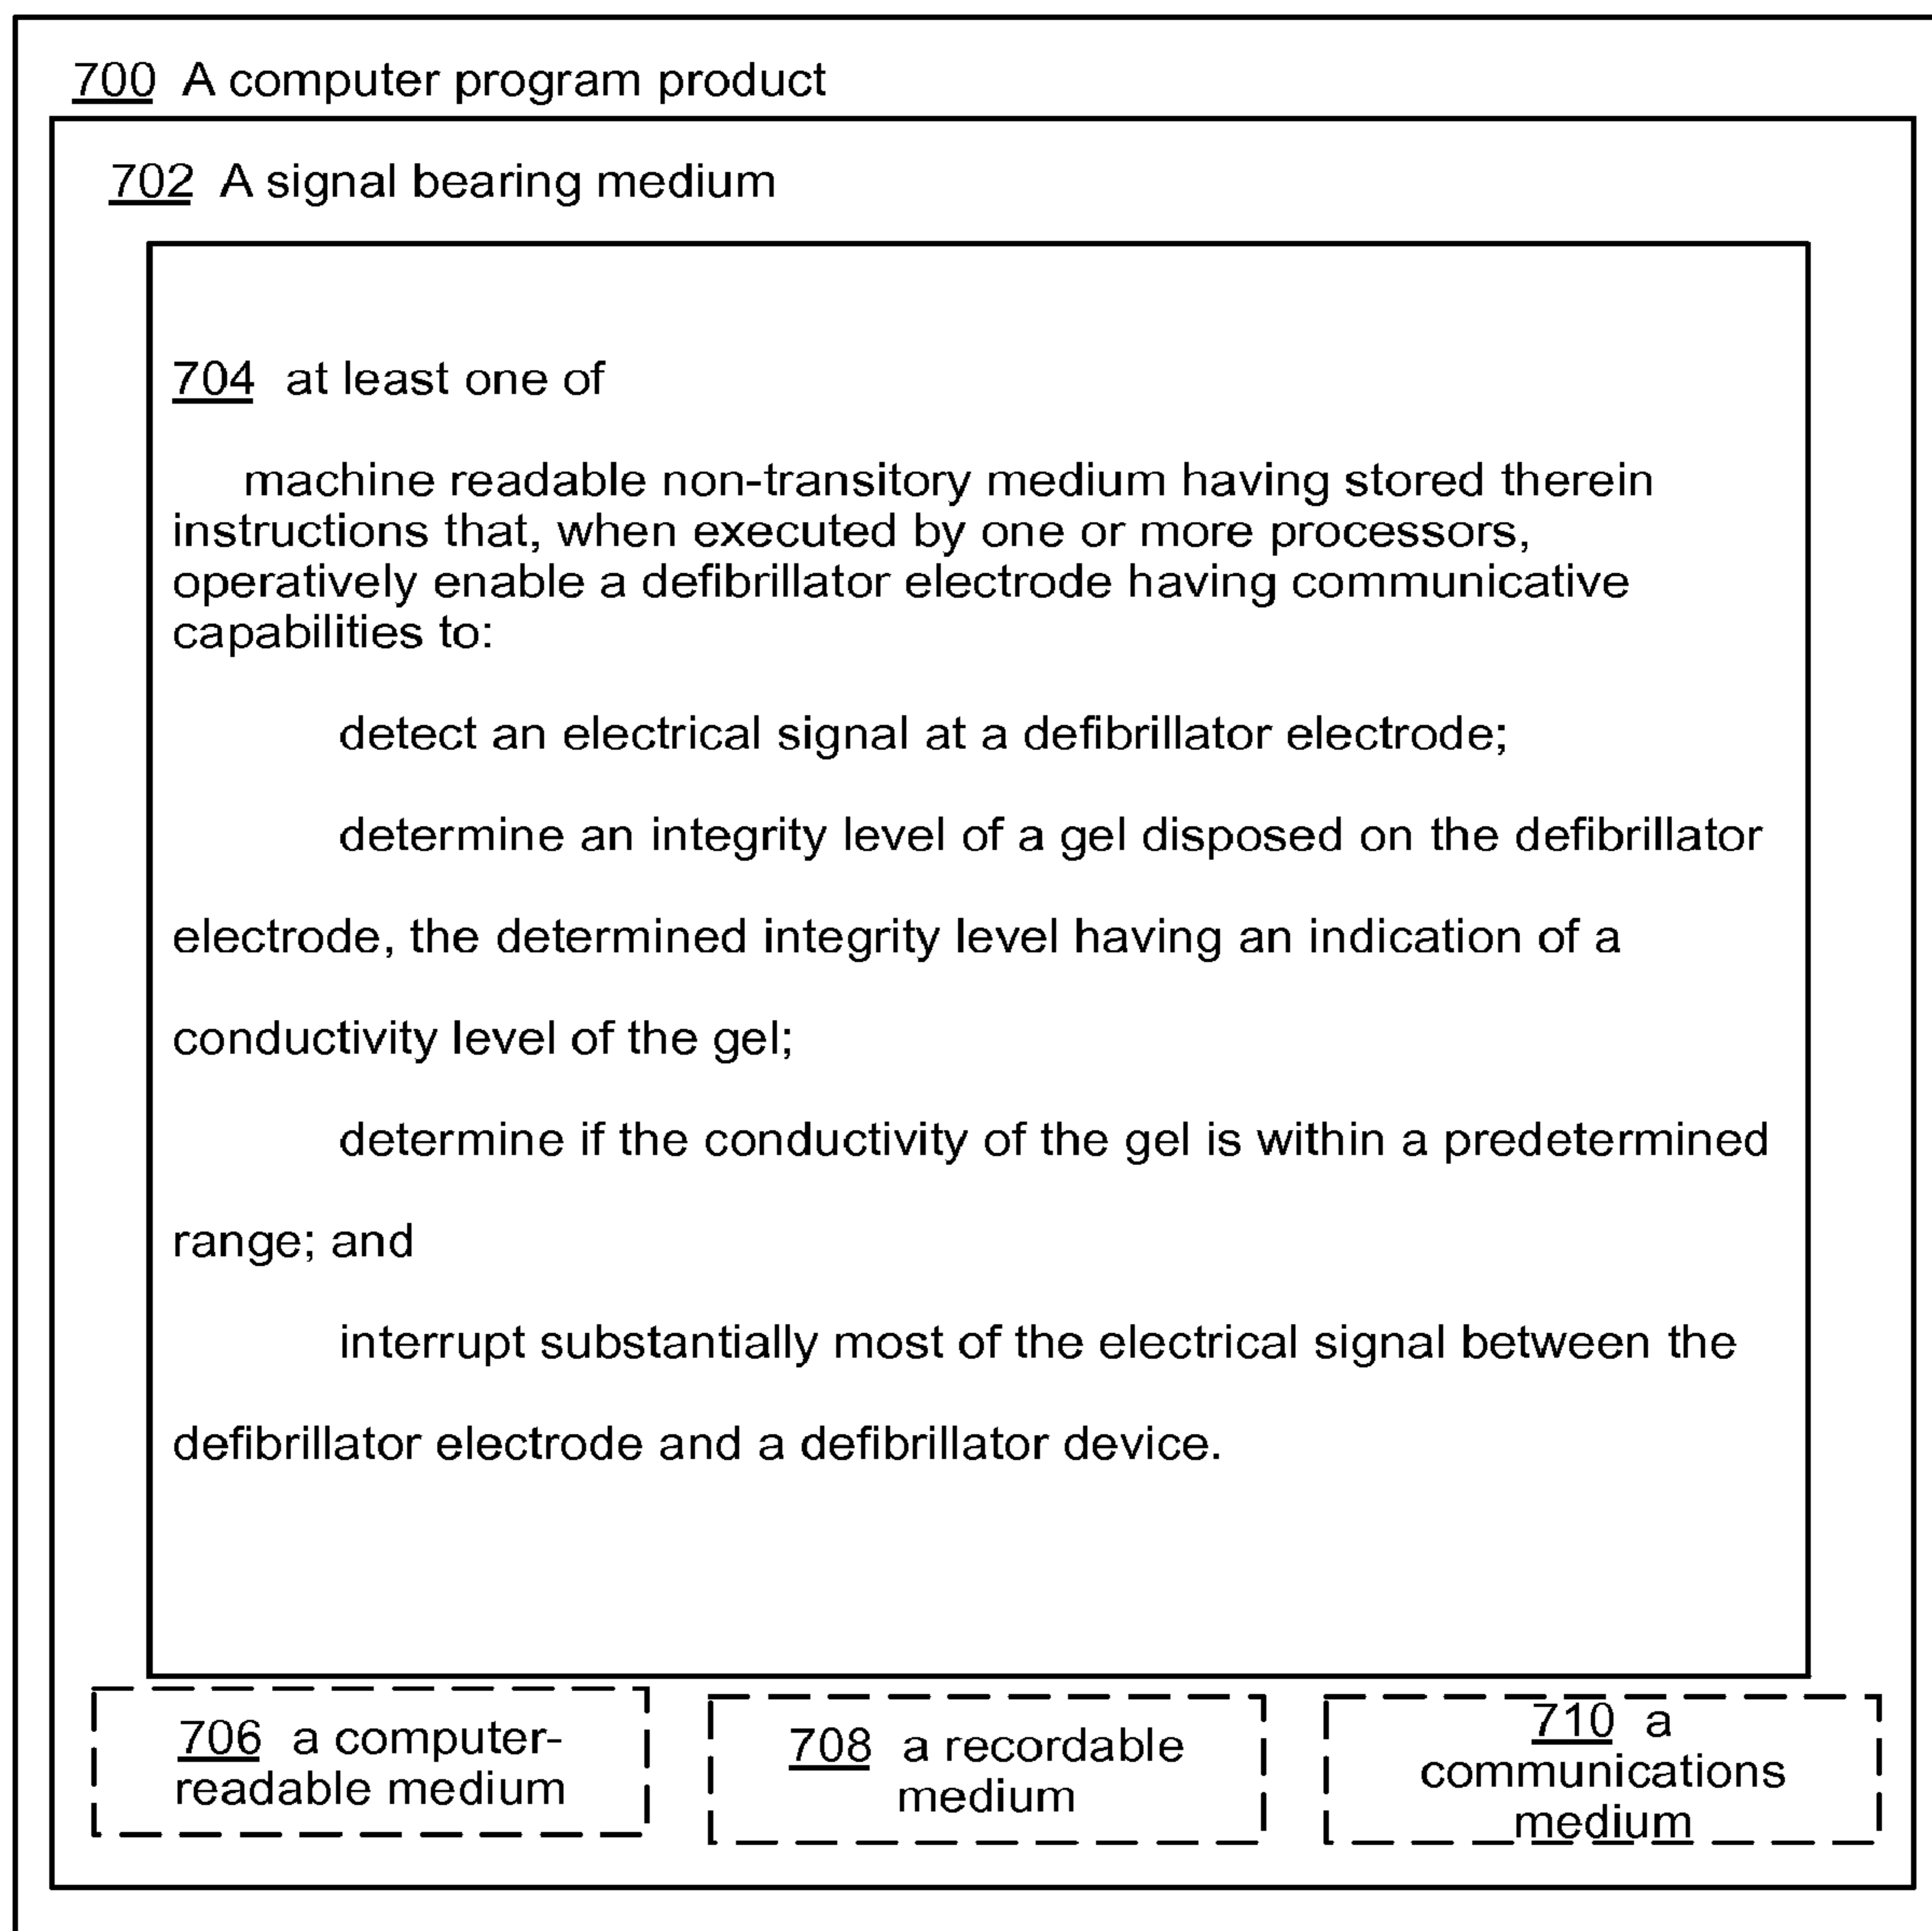 700 A computer program product
702 A signal bearing medium
704 at least one of
machine readable non-transitory medium having stored therein
instructions that, when executed by one or more processors,
operatively enable a defibrillator electrode having communicative
capabilities to:
detect an electrical signal at a defibrillator electrode;
determine an integrity level of a gel disposed on the defibrillator
electrode, the determined integrity level having an indication of a
conductivity level of the gel;
determine if the conductivity of the gel is within a predetermined
range; and
interrupt substantially most of the electrical signal between the
defibrillator electrode and a defibrillator device.
706 a computer-
readable medium
708 a recordable
medium
710 a
communications
medium